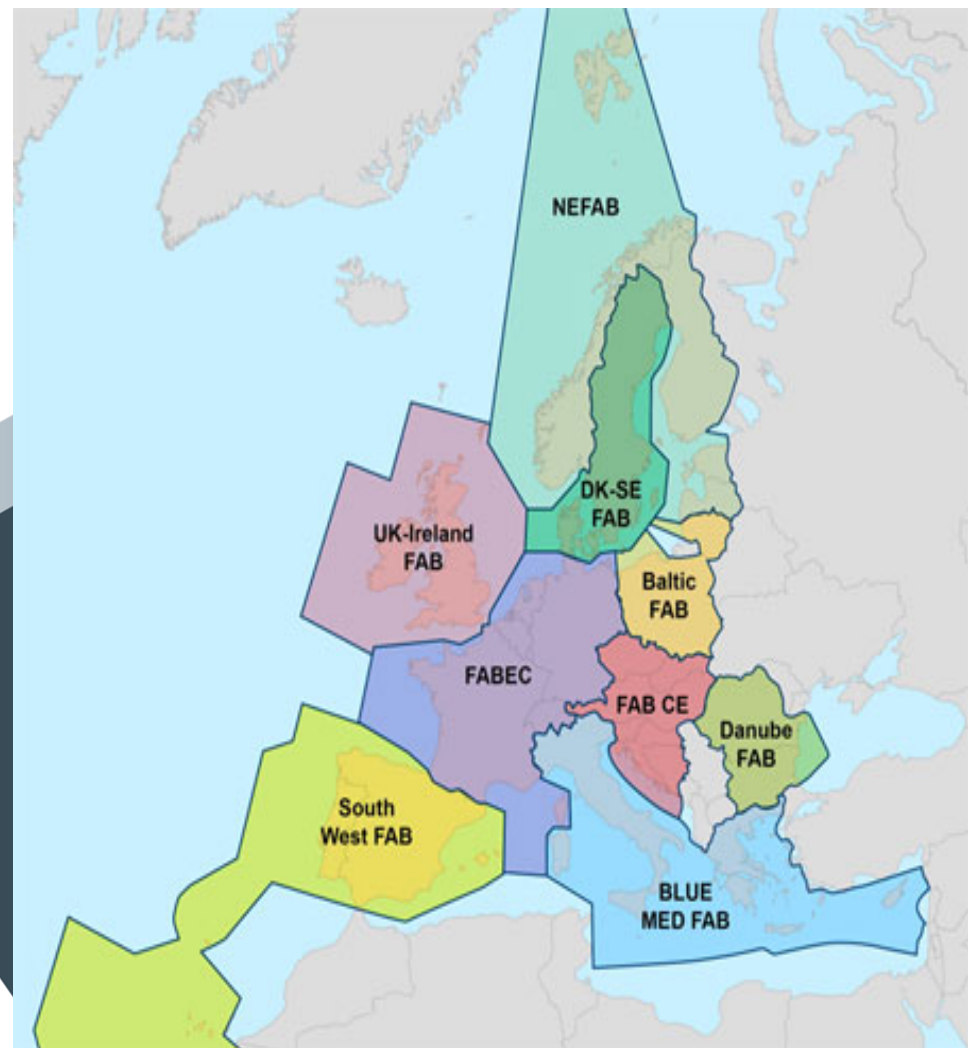 NEFAB
DK-SE
FAB
UK-Ireland
FAB
Baltic
FAB
FABEC
FAB CE
Danube
FAB
South
West FAB
BLUE
MED FAB